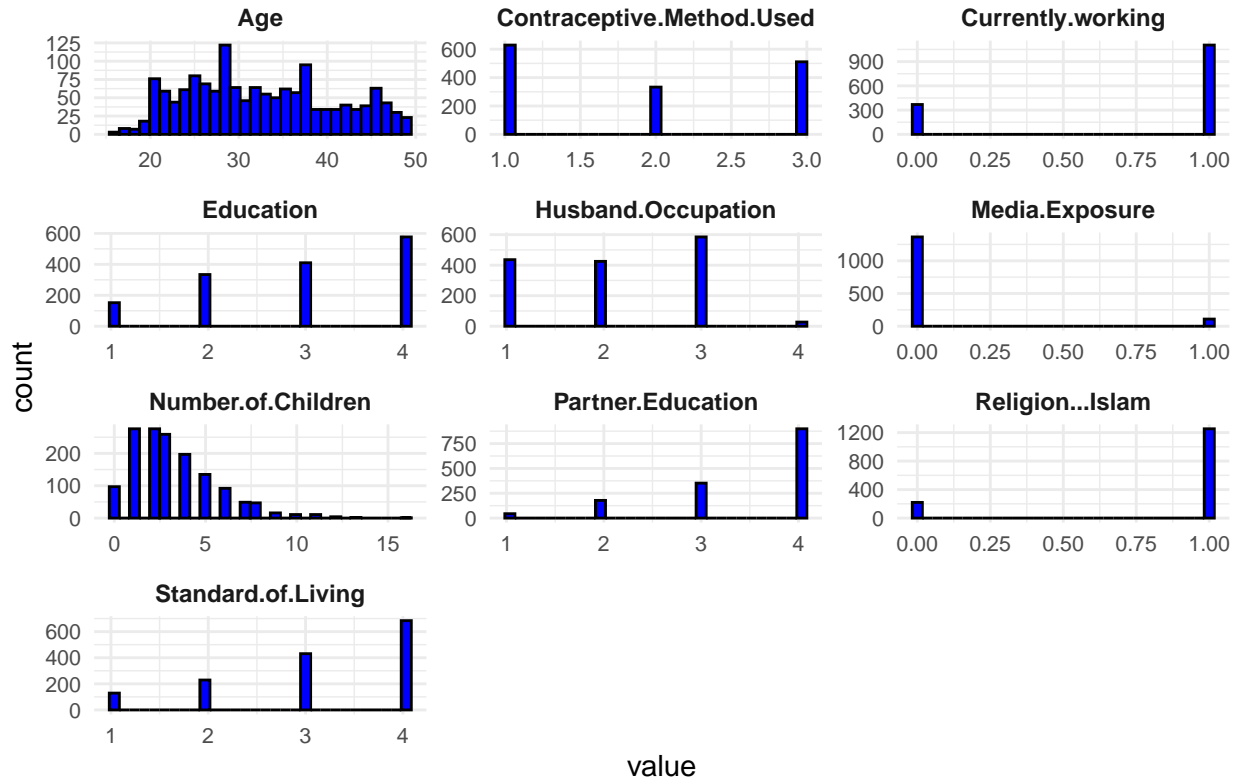 Age
125
100
75
50
25
0
20 30 40 50
Contraceptive.Method.Used
600
400
200
0
1.0 1.5 2.0 2.5 3.0
Currently.working
900
600
300
0
0.00 0.25 0.50 0.75 1.00
Education
600
400
200
0
1 2 3 4
Husband.Occupation
600
400
200
0
1 2 3 4
Media.Exposure
1000
500
0
0.00 0.25 0.50 0.75 1.00
count
Number.of.Children
200
100
0
0 5 10 15
Partner.Education
750
500
250
0
1 2 3 4
Religion...Islam
1200
800
400
0
0.00 0.25 0.50 0.75 1.00
Standard.of.Living
600
400
200
0
1 2 3 4
value